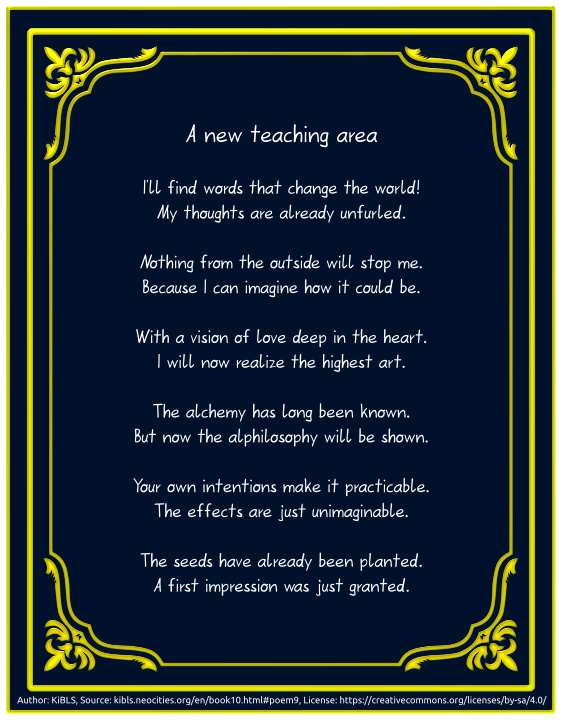 A new teaching area
I'll find words that change the world!
My thoughts are already unfurled.
Nothing from the outside will stop me.
Because I can imagine how it could be.
With a vision of love deep in the heart.
I will now realize the highest art.
The alchemy has long been known.
But now the alphilosophy will be shown.
Your own intentions make it practicable.
The effects are just unimaginable.
The seeds have already been planted.
A first impression was just granted.
Author: KiBLS, Source: kibls.neocities.org/en/book10.html#poem9, License: https://creativecommons.org/licenses/by-sa/4.0/